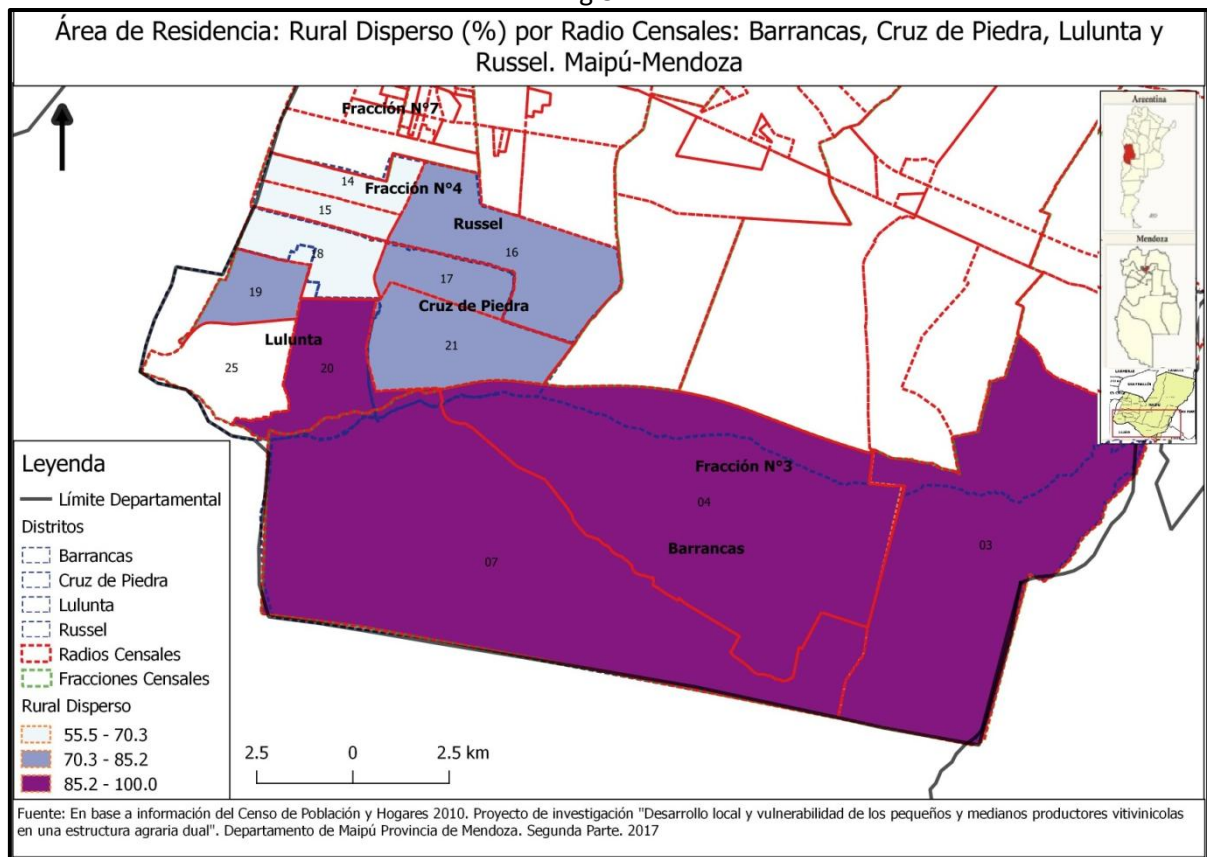 Área de Residencia: Rural Disperso (%) por Radio Censales: Barrancas, Cruz de Piedra, Lulunta y
Russel. Maipú-Mendoza
Fracción N°7
14
Fracción N°4
15
Russel
16
18
17
19
Cruz de Piedra
Lulunta
21
25
20
Fracción N°3
04
Barrancas
03
07
Argentina
Mendoza
Leyenda
Límite Departamental
Distritos
Barrancas
Cruz de Piedra
Lulunta
Russel
Radios Censales
Fracciones Censales
Rural Disperso
55.5 - 70.3
70.3 - 85.2
85.2 - 100.0
2.5 0 2.5 km
Fuente: En base a información del Censo de Población y Hogares 2010. Proyecto de investigación "Desarrollo local y vulnerabilidad de los pequeños y medianos productores vitivinicolas
en una estructura agraria dual". Departamento de Maipú Provincia de Mendoza. Segunda Parte. 2017